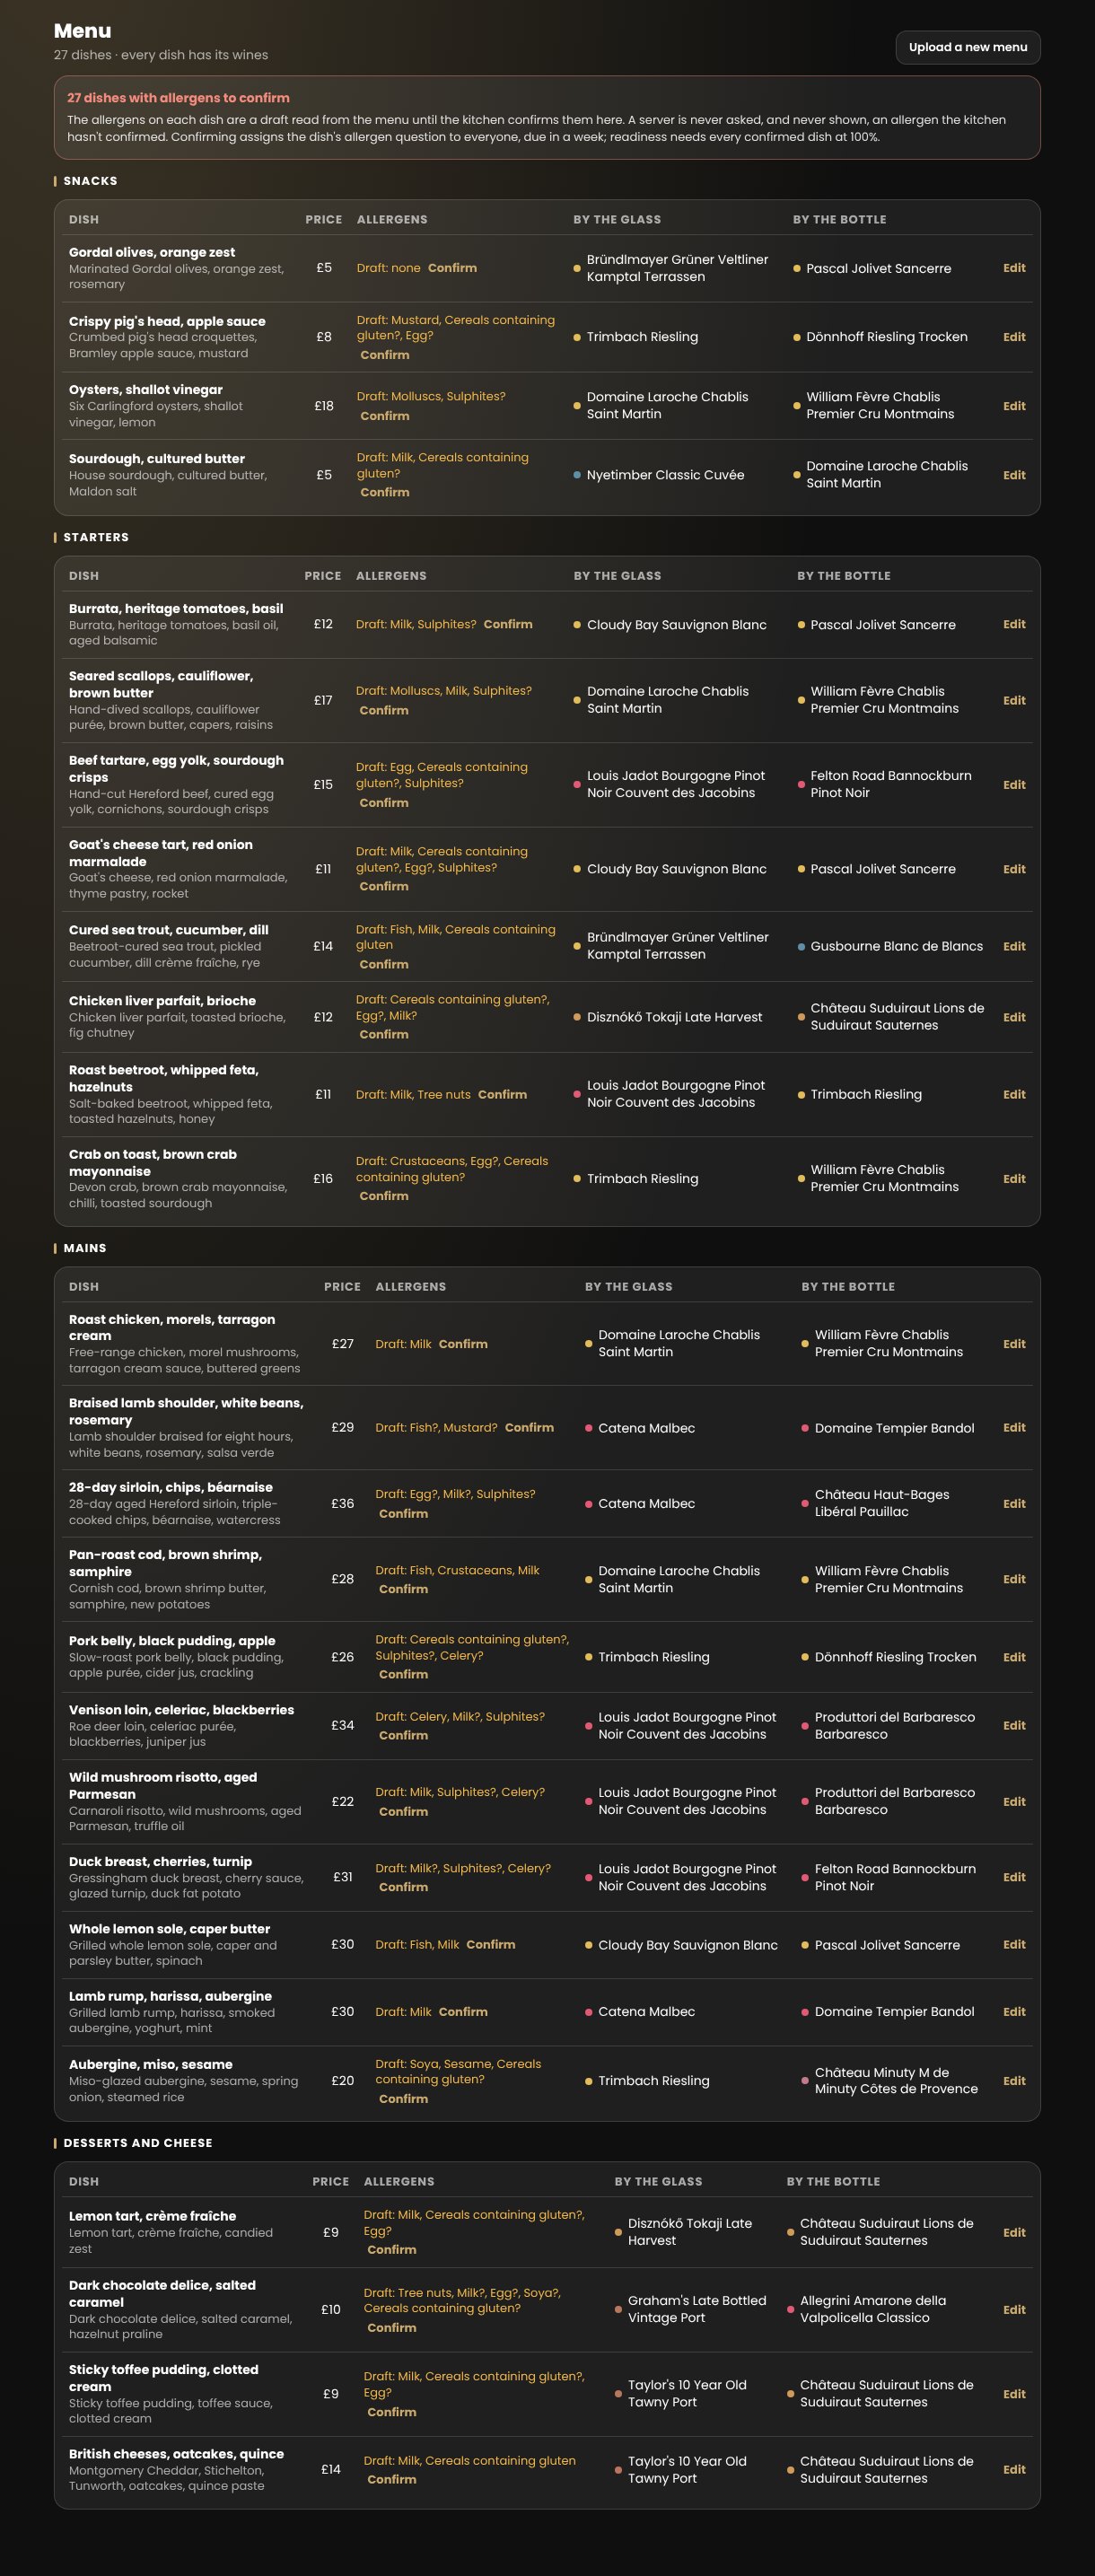 Menu
27 dishes · every dish has its wines
Upload a new menu
27 dishes with allergens to confirm
The allergens on each dish are a draft read from the menu until the kitchen confirms them here. A server is never asked, and never shown, an allergen the kitchen
hasn't confirmed. Confirming assigns the dish's allergen question to everyone, due in a week; readiness needs every confirmed dish at 100%.
SNACKS
DISH PRICE ALLERGENS BY THE GLASS BY THE BOTTLE
Gordal olives, orange zest
Marinated Gordal olives, orange zest,
rosemary
£5
Draft: none Confirm
Bründlmayer Grüner Veltliner
Kamptal Terrassen
Pascal Jolivet Sancerre
Edit
Crispy pig's head, apple sauce
Crumbed pig's head croquettes,
Bramley apple sauce, mustard
£8
Draft: Mustard, Cereals containing
gluten?, Egg?
Confirm
Trimbach Riesling
Dönnhoff Riesling Trocken
Edit
Oysters, shallot vinegar
Six Carlingford oysters, shallot
vinegar, lemon
£18
Draft: Molluscs, Sulphites?
Confirm
Domaine Laroche Chablis
Saint Martin
William Fèvre Chablis
Premier Cru Montmains
Edit
Sourdough, cultured butter
House sourdough, cultured butter,
Maldon salt
£5
Draft: Milk, Cereals containing
gluten?
Confirm
Nyetimber Classic Cuvée
Domaine Laroche Chablis
Saint Martin
Edit
STARTERS
DISH PRICE ALLERGENS BY THE GLASS BY THE BOTTLE
Burrata, heritage tomatoes, basil
Burrata, heritage tomatoes, basil oil,
aged balsamic
£12
Draft: Milk, Sulphites? Confirm
Cloudy Bay Sauvignon Blanc
Pascal Jolivet Sancerre
Edit
Seared scallops, cauliflower,
brown butter
Hand-dived scallops, cauliflower
purée, brown butter, capers, raisins
£17
Draft: Molluscs, Milk, Sulphites?
Confirm
Domaine Laroche Chablis
Saint Martin
William Fèvre Chablis
Premier Cru Montmains
Edit
Beef tartare, egg yolk, sourdough
crisps
Hand-cut Hereford beef, cured egg
yolk, cornichons, sourdough crisps
£15
Draft: Egg, Cereals containing
gluten?, Sulphites?
Confirm
Louis Jadot Bourgogne Pinot
Noir Couvent des Jacobins
Felton Road Bannockburn
Pinot Noir
Edit
Goat's cheese tart, red onion
marmalade
Goat's cheese, red onion marmalade,
thyme pastry, rocket
£11
Draft: Milk, Cereals containing
gluten?, Egg?, Sulphites?
Confirm
Cloudy Bay Sauvignon Blanc
Pascal Jolivet Sancerre
Edit
Cured sea trout, cucumber, dill
Beetroot-cured sea trout, pickled
cucumber, dill crème fraîche, rye
£14
Draft: Fish, Milk, Cereals containing
gluten
Confirm
Bründlmayer Grüner Veltliner
Kamptal Terrassen
Gusbourne Blanc de Blancs
Edit
Chicken liver parfait, brioche
Chicken liver parfait, toasted brioche,
fig chutney
£12
Draft: Cereals containing gluten?,
Egg?, Milk?
Confirm
Disznókő Tokaji Late Harvest
Château Suduiraut Lions de
Suduiraut Sauternes
Edit
Roast beetroot, whipped feta,
hazelnuts
Salt-baked beetroot, whipped feta,
toasted hazelnuts, honey
£11
Draft: Milk, Tree nuts Confirm
Louis Jadot Bourgogne Pinot
Noir Couvent des Jacobins
Trimbach Riesling
Edit
Crab on toast, brown crab
mayonnaise
Devon crab, brown crab mayonnaise,
chilli, toasted sourdough
£16
Draft: Crustaceans, Egg?, Cereals
containing gluten?
Confirm
Trimbach Riesling
William Fèvre Chablis
Premier Cru Montmains
Edit
MAINS
DISH PRICE ALLERGENS BY THE GLASS BY THE BOTTLE
Roast chicken, morels, tarragon
cream
Free-range chicken, morel mushrooms,
tarragon cream sauce, buttered greens
£27
Draft: Milk Confirm
Domaine Laroche Chablis
Saint Martin
William Fèvre Chablis
Premier Cru Montmains
Edit
Braised lamb shoulder, white beans,
rosemary
Lamb shoulder braised for eight hours,
white beans, rosemary, salsa verde
£29
Draft: Fish?, Mustard? Confirm
Catena Malbec
Domaine Tempier Bandol
Edit
28-day sirloin, chips, béarnaise
28-day aged Hereford sirloin, triple-
cooked chips, béarnaise, watercress
£36
Draft: Egg?, Milk?, Sulphites?
Confirm
Catena Malbec
Château Haut-Bages
Libéral Pauillac
Edit
Pan-roast cod, brown shrimp,
samphire
Cornish cod, brown shrimp butter,
samphire, new potatoes
£28
Draft: Fish, Crustaceans, Milk
Confirm
Domaine Laroche Chablis
Saint Martin
William Fèvre Chablis
Premier Cru Montmains
Edit
Pork belly, black pudding, apple
Slow-roast pork belly, black pudding,
apple purée, cider jus, crackling
£26
Draft: Cereals containing gluten?,
Sulphites?, Celery?
Confirm
Trimbach Riesling
Dönnhoff Riesling Trocken
Edit
Venison loin, celeriac, blackberries
Roe deer loin, celeriac purée,
blackberries, juniper jus
£34
Draft: Celery, Milk?, Sulphites?
Confirm
Louis Jadot Bourgogne Pinot
Noir Couvent des Jacobins
Produttori del Barbaresco
Barbaresco
Edit
Wild mushroom risotto, aged
Parmesan
Carnaroli risotto, wild mushrooms, aged
Parmesan, truffle oil
£22
Draft: Milk, Sulphites?, Celery?
Confirm
Louis Jadot Bourgogne Pinot
Noir Couvent des Jacobins
Produttori del Barbaresco
Barbaresco
Edit
Duck breast, cherries, turnip
Gressingham duck breast, cherry sauce,
glazed turnip, duck fat potato
£31
Draft: Milk?, Sulphites?, Celery?
Confirm
Louis Jadot Bourgogne Pinot
Noir Couvent des Jacobins
Felton Road Bannockburn
Pinot Noir
Edit
Whole lemon sole, caper butter
Grilled whole lemon sole, caper and
parsley butter, spinach
£30
Draft: Fish, Milk Confirm
Cloudy Bay Sauvignon Blanc
Pascal Jolivet Sancerre
Edit
Lamb rump, harissa, aubergine
Grilled lamb rump, harissa, smoked
aubergine, yoghurt, mint
£30
Draft: Milk Confirm
Catena Malbec
Domaine Tempier Bandol
Edit
Aubergine, miso, sesame
Miso-glazed aubergine, sesame, spring
onion, steamed rice
£20
Draft: Soya, Sesame, Cereals
containing gluten?
Confirm
Trimbach Riesling
Château Minuty M de
Minuty Côtes de Provence
Edit
DESSERTS AND CHEESE
DISH PRICE ALLERGENS BY THE GLASS BY THE BOTTLE
Lemon tart, crème fraîche
Lemon tart, crème fraîche, candied
zest
£9
Draft: Milk, Cereals containing gluten?,
Egg?
Confirm
Disznókő Tokaji Late
Harvest
Château Suduiraut Lions de
Suduiraut Sauternes
Edit
Dark chocolate delice, salted
caramel
Dark chocolate delice, salted caramel,
hazelnut praline
£10
Draft: Tree nuts, Milk?, Egg?, Soya?,
Cereals containing gluten?
Confirm
Graham's Late Bottled
Vintage Port
Allegrini Amarone della
Valpolicella Classico
Edit
Sticky toffee pudding, clotted
cream
Sticky toffee pudding, toffee sauce,
clotted cream
£9
Draft: Milk, Cereals containing gluten?,
Egg?
Confirm
Taylor's 10 Year Old
Tawny Port
Château Suduiraut Lions de
Suduiraut Sauternes
Edit
British cheeses, oatcakes, quince
Montgomery Cheddar, Stichelton,
Tunworth, oatcakes, quince paste
£14
Draft: Milk, Cereals containing gluten
Confirm
Taylor's 10 Year Old
Tawny Port
Château Suduiraut Lions de
Suduiraut Sauternes
Edit